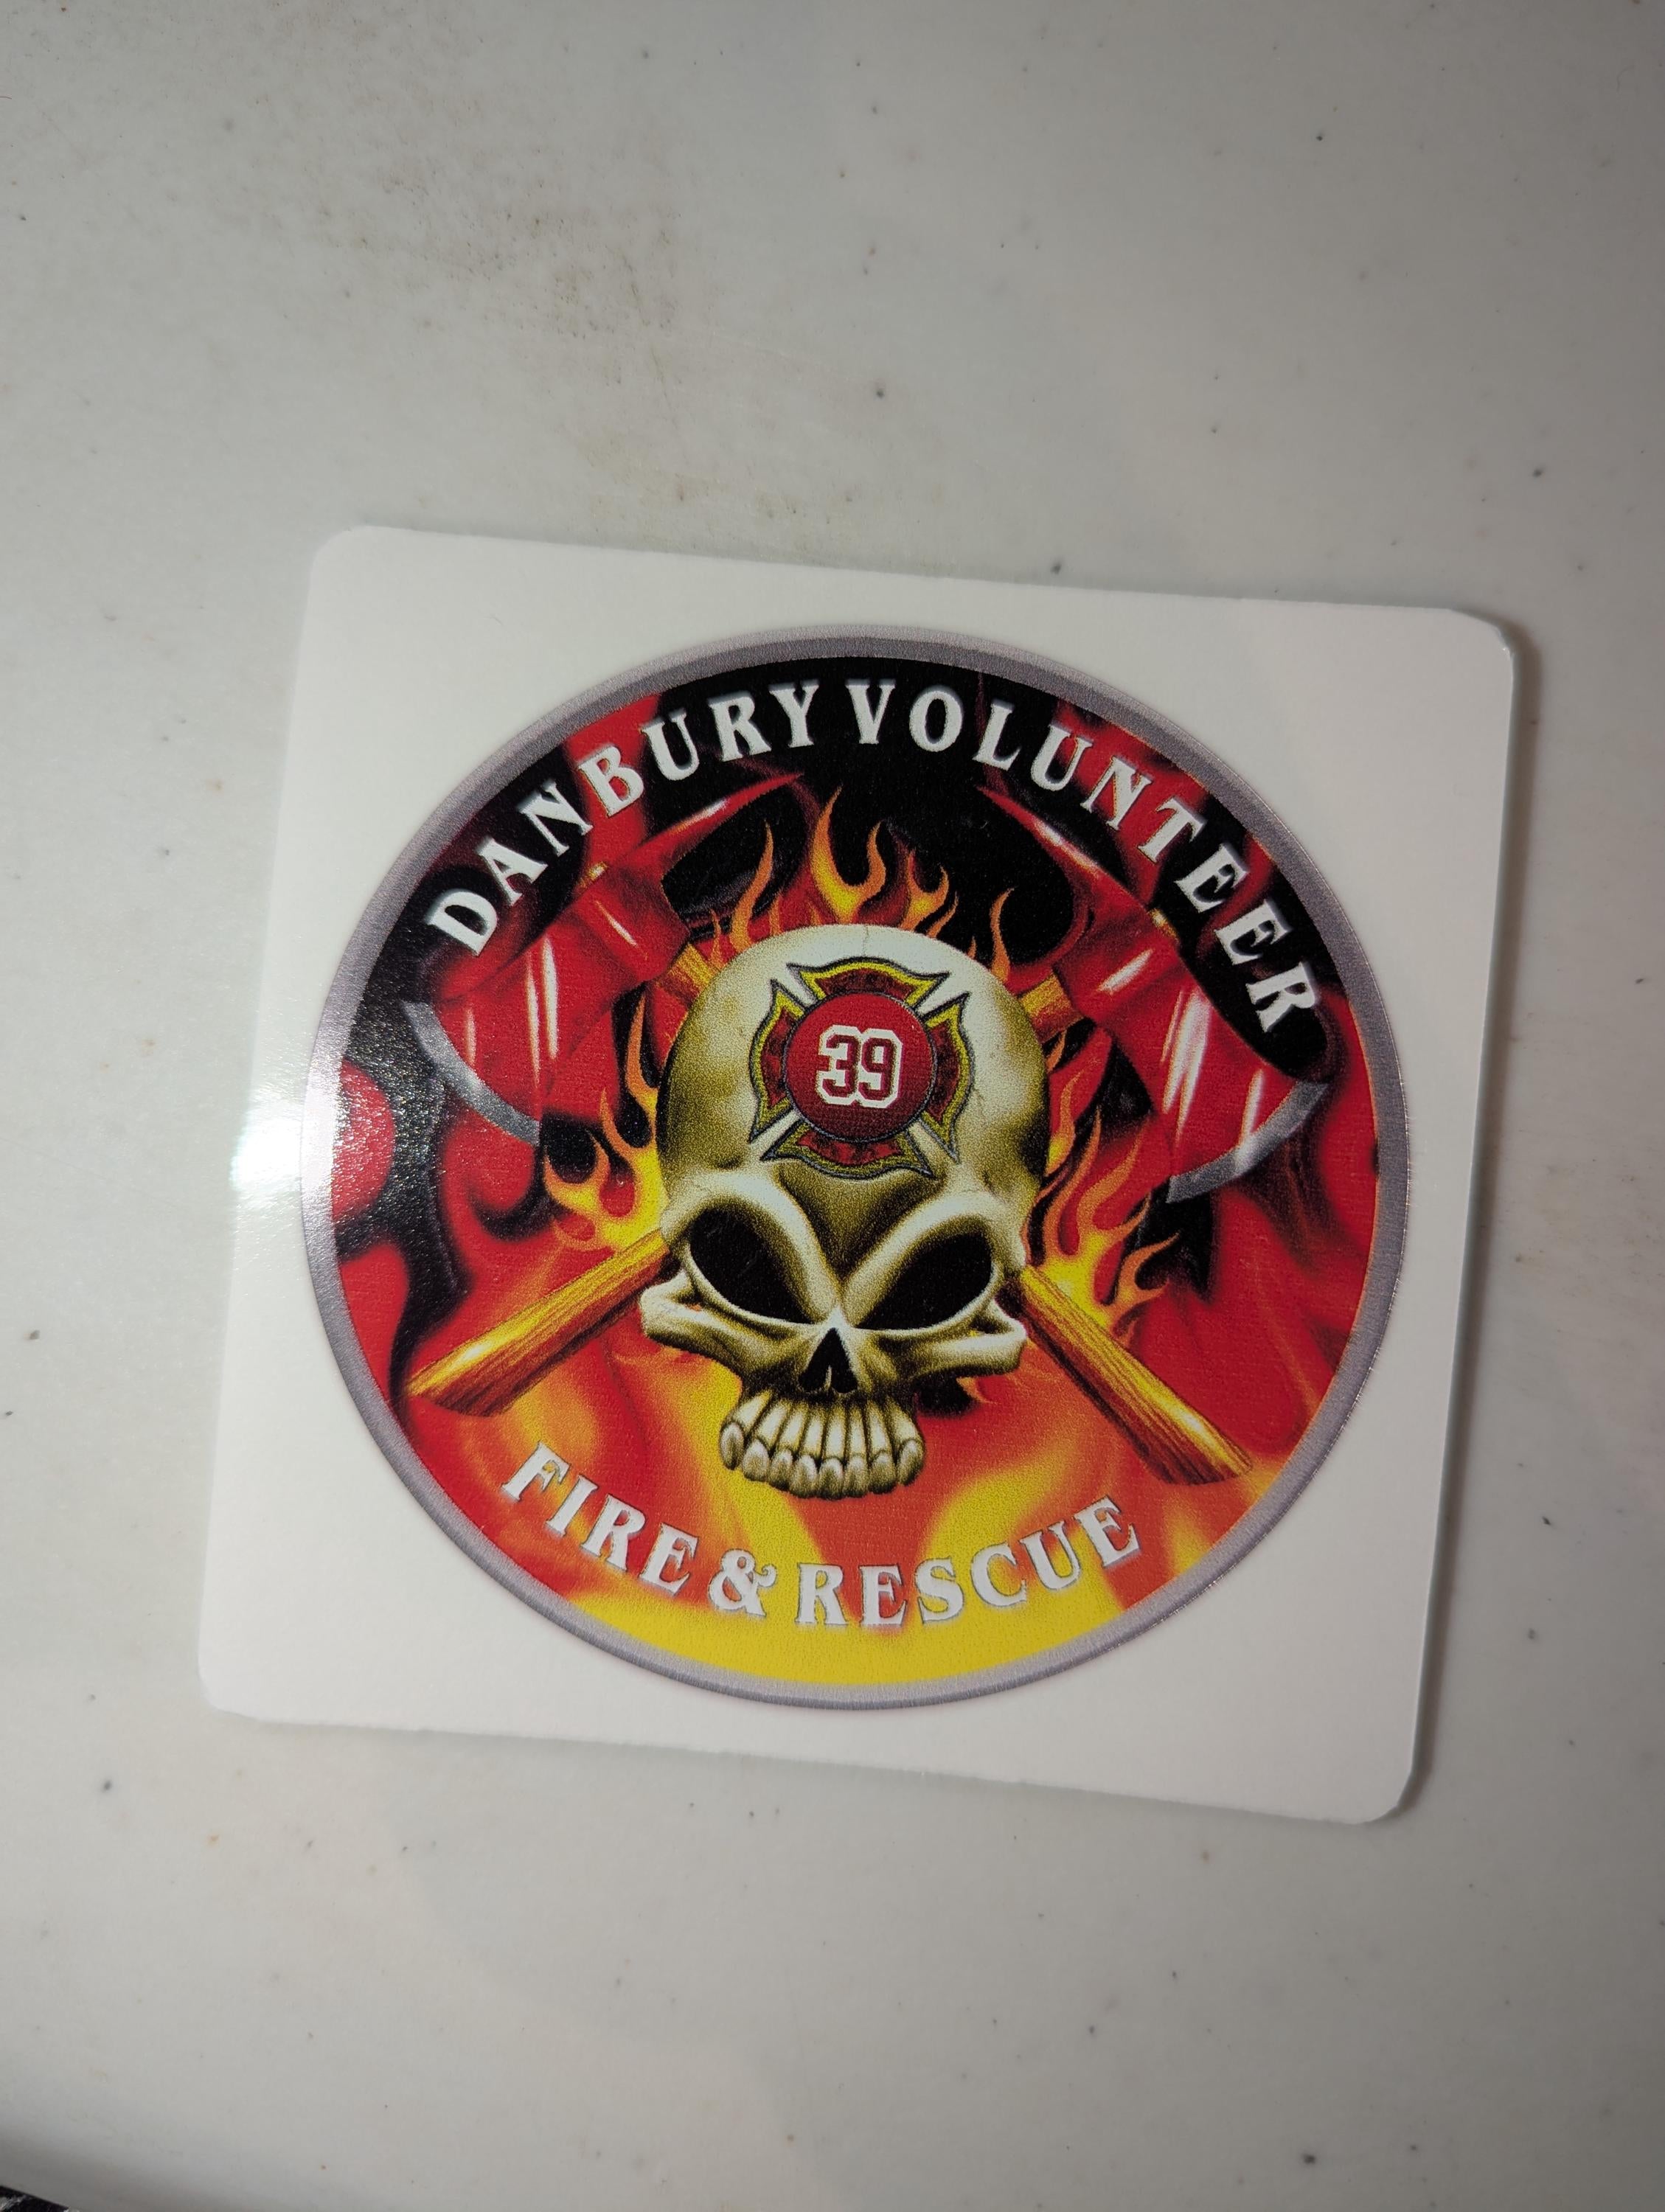 DANBURY VOLUNTEER
39
FIRE & RESCUE